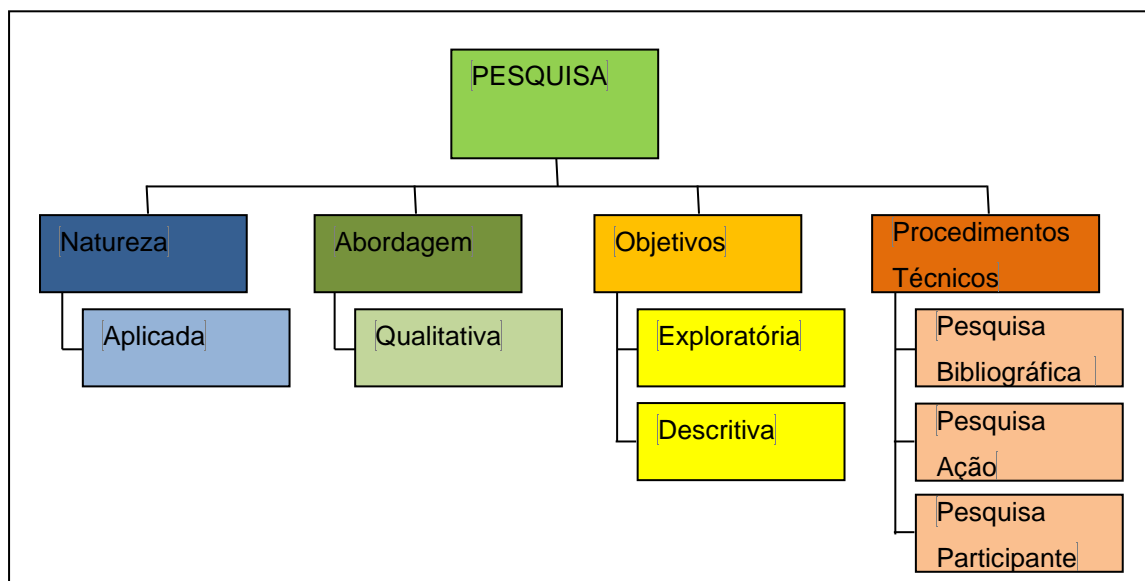 PESQUISA
Natureza
Aplicada
Abordagem
Qualitativa
Objetivos
Exploratória
Descritiva
Procedimentos
Técnicos
Pesquisa
Bibliográfica
Pesquisa
Ação
Pesquisa
Participante